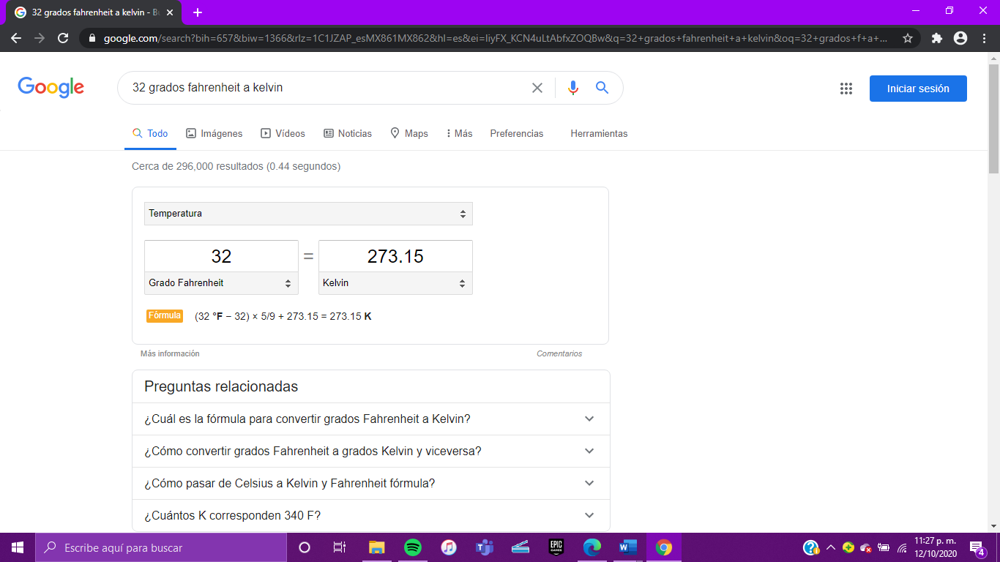 32 grados fahrenheit a kelvin - Bu
google.com/search?bih=657&biw=1366&rlz=1C1JZAP_esMX861MX862&hl=es&ei=IiyFX_KCN4uLtAbfxZOQBw&q=32+grados+fahrenheit+a+kelvin&oq=32+grados+f+a+...
Google
32 grados fahrenheit a kelvin
Iniciar sesión
Todo Imágenes Vídeos Noticias Maps Más Preferencias Herramientas
Cerca de 296,000 resultados (0.44 segundos)
Temperatura
32 = 273.15
Grado Fahrenheit Kelvin
Fórmula (32 °F − 32) × 5/9 + 273.15 = 273.15 K
Más información Comentarios
Preguntas relacionadas
¿Cuál es la fórmula para convertir grados Fahrenheit a Kelvin?
¿Cómo convertir grados Fahrenheit a grados Kelvin y viceversa?
¿Cómo pasar de Celsius a Kelvin y Fahrenheit fórmula?
¿Cuántos K corresponden 340 F?
Escribe aquí para buscar
EPIC
GAMES
11:27 p. m.
12/10/2020
4